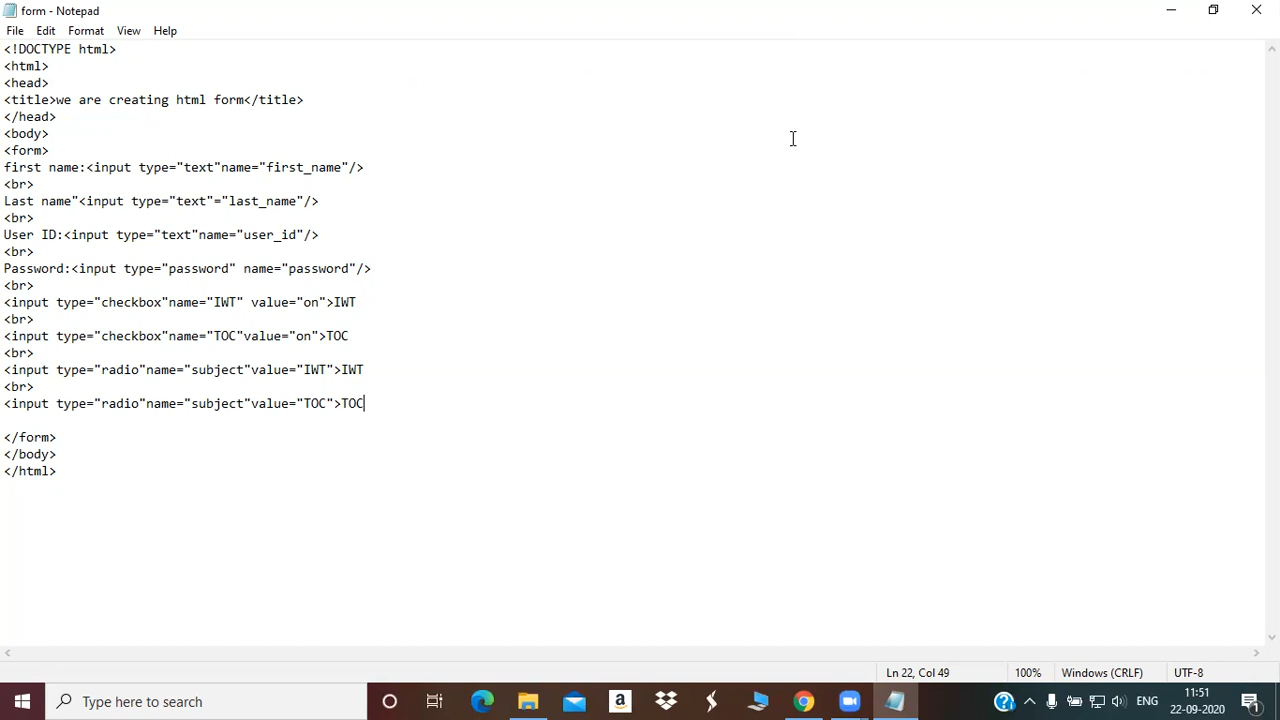 form - Notepad
File Edit Format View Help
<!DOCTYPE html>
<html>
<head>
<title>we are creating html form</title>
</head>
<body>
<form>
first name:<input type="text"name="first_name"/>
<br>
Last name"<input type="text"="last_name"/>
<br>
User ID:<input type="text"name="user_id"/>
<br>
Password:<input type="password" name="password"/>
<br>
<input type="checkbox"name="IWT" value="on">IWT
<br>
<input type="checkbox"name="TOC"value="on">TOC
<br>
<input type="radio"name="subject"value="IWT">IWT
<br>
<input type="radio"name="subject"value="TOC">TOC
</form>
</body>
</html>
Ln 22, Col 49 100% Windows (CRLF) UTF-8
Type here to search
ENG
11:51
22-09-2020
1